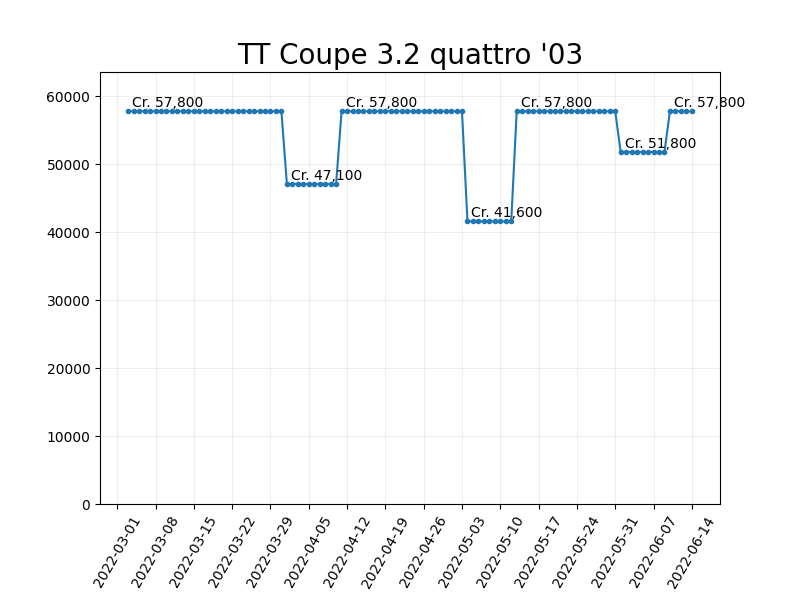 TT Coupe 3.2 quattro '03
60000
50000
40000
30000
20000
10000
0
Cr. 57,800
Cr. 47,100
Cr. 57,800
Cr. 41,600
Cr. 57,800
Cr. 51,800
Cr. 57,800
2022-03-01
2022-03-08
2022-03-15
2022-03-22
2022-03-29
2022-04-05
2022-04-12
2022-04-19
2022-04-26
2022-05-03
2022-05-10
2022-05-17
2022-05-24
2022-05-31
2022-06-07
2022-06-14